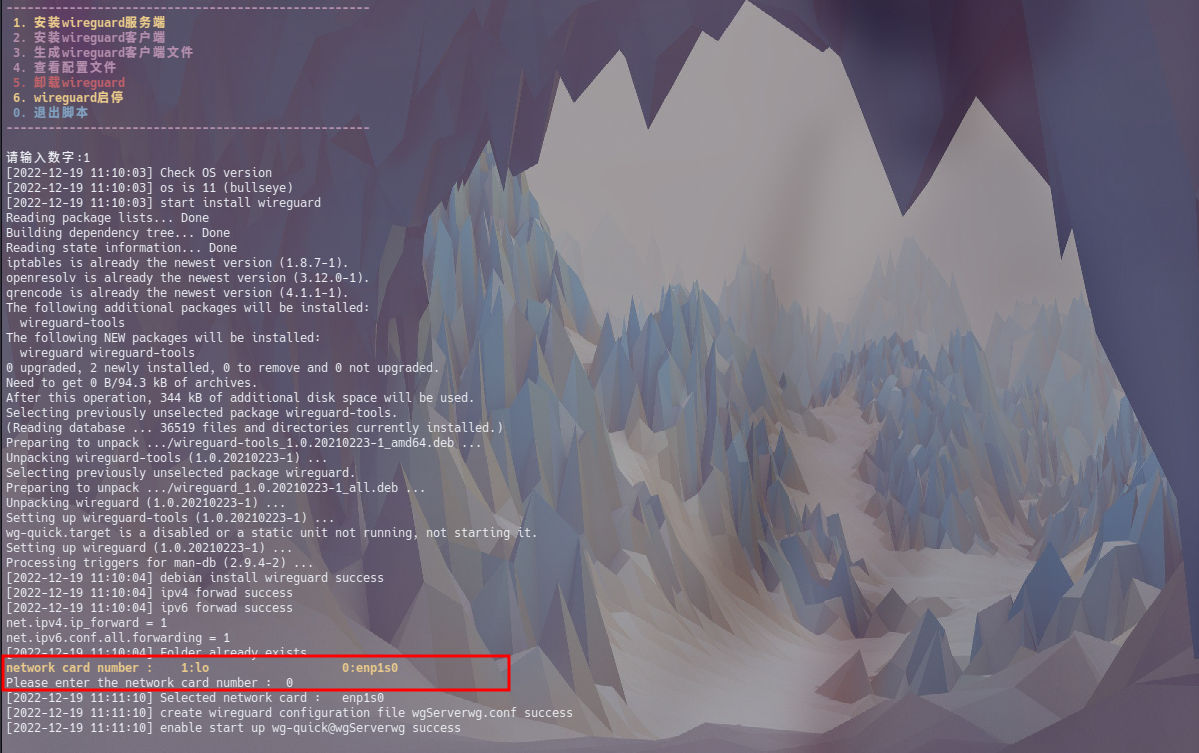 ----------------------------------------------------
1. 安装wireguard服务端
2. 安装wireguard客户端
3. 生成wireguard客户端文件
4. 查看配置文件
5. 卸载wireguard
6. wireguard启停
0. 退出脚本
----------------------------------------------------
请输入数字:1
[2022-12-19 11:10:03] Check OS version
[2022-12-19 11:10:03] os is 11 (bullseye)
[2022-12-19 11:10:03] start install wireguard
Reading package lists... Done
Building dependency tree... Done
Reading state information... Done
iptables is already the newest version (1.8.7-1).
openresolv is already the newest version (3.12.0-1).
qrencode is already the newest version (4.1.1-1).
The following additional packages will be installed:
  wireguard-tools
The following NEW packages will be installed:
  wireguard wireguard-tools
0 upgraded, 2 newly installed, 0 to remove and 0 not upgraded.
Need to get 0 B/94.3 kB of archives.
After this operation, 344 kB of additional disk space will be used.
Selecting previously unselected package wireguard-tools.
(Reading database ... 36519 files and directories currently installed.)
Preparing to unpack .../wireguard-tools_1.0.20210223-1_amd64.deb ...
Unpacking wireguard-tools (1.0.20210223-1) ...
Selecting previously unselected package wireguard.
Preparing to unpack .../wireguard_1.0.20210223-1_all.deb ...
Unpacking wireguard (1.0.20210223-1) ...
Setting up wireguard-tools (1.0.20210223-1) ...
wg-quick.target is a disabled or a static unit not running, not starting it.
Setting up wireguard (1.0.20210223-1) ...
Processing triggers for man-db (2.9.4-2) ...
[2022-12-19 11:10:04] debian install wireguard success
[2022-12-19 11:10:04] ipv4 forwad success
[2022-12-19 11:10:04] ipv6 forwad success
net.ipv4.ip_forward = 1
net.ipv6.conf.all.forwarding = 1
[2022-12-19 11:10:04] Folder already exists
network card number :    1:lo                   0:enp1s0
Please enter the network card number :  0
[2022-12-19 11:11:10] Selected network card :   enp1s0
[2022-12-19 11:11:10] create wireguard configuration file wgServerwg.conf success
[2022-12-19 11:11:10] enable start up wg-quick@wgServerwg success